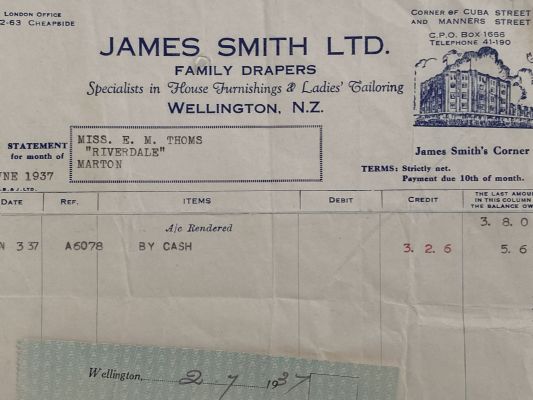 LONDON OFFICE
2-63 CHEAPSIDE
CORNER OF CUBA STREET
AND MANNERS STREET
C.P.O. BOX 1666
TELEPHONE 41-190
JAMES SMITH LTD.
FAMILY DRAPERS
Specialists in House Furnishings & Ladies' Tailoring
WELLINGTON, N.Z.
James Smith's Corner
STATEMENT
for month of
UNE 1937
MISS. E. M. THOMS
"RIVERDALE"
MARTON
TERMS: Strictly net.
Payment due 10th of month.
& J. LTD.
DATE REF. ITEMS DEBIT CREDIT THE LAST AMOU
IN THIS COLUMN
THE BALANCE OW
A/c Rendered 3. 8. 0
N 3 37 A6078 BY CASH 3. 2. 6 5. 6
Wellington, 2 7 1937